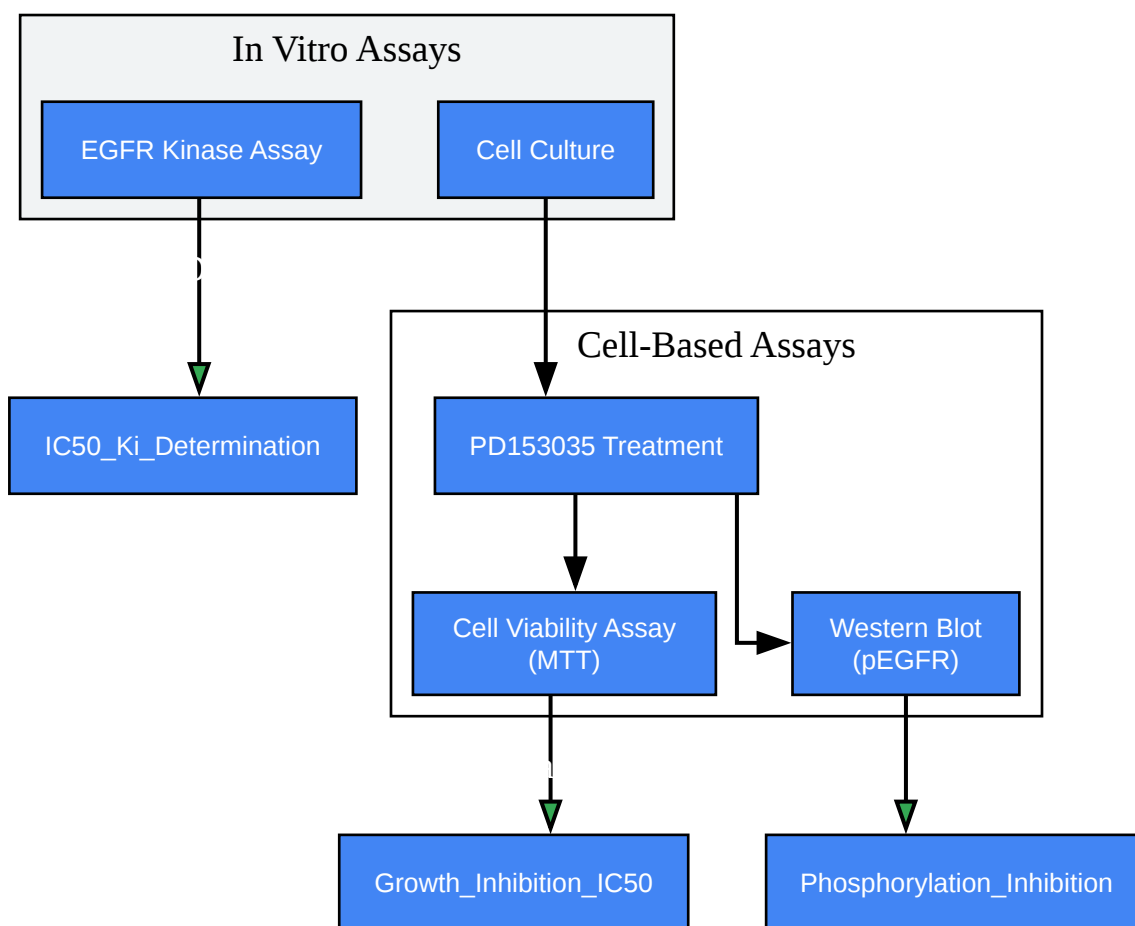 In Vitro Assays
EGFR Kinase Assay
Cell Culture
Cell-Based Assays
IC50_Ki_Determination
PD153035 Treatment
Cell Viability Assay
(MTT)
Western Blot
(pEGFR)
Growth_Inhibition_IC50
Phosphorylation_Inhibition